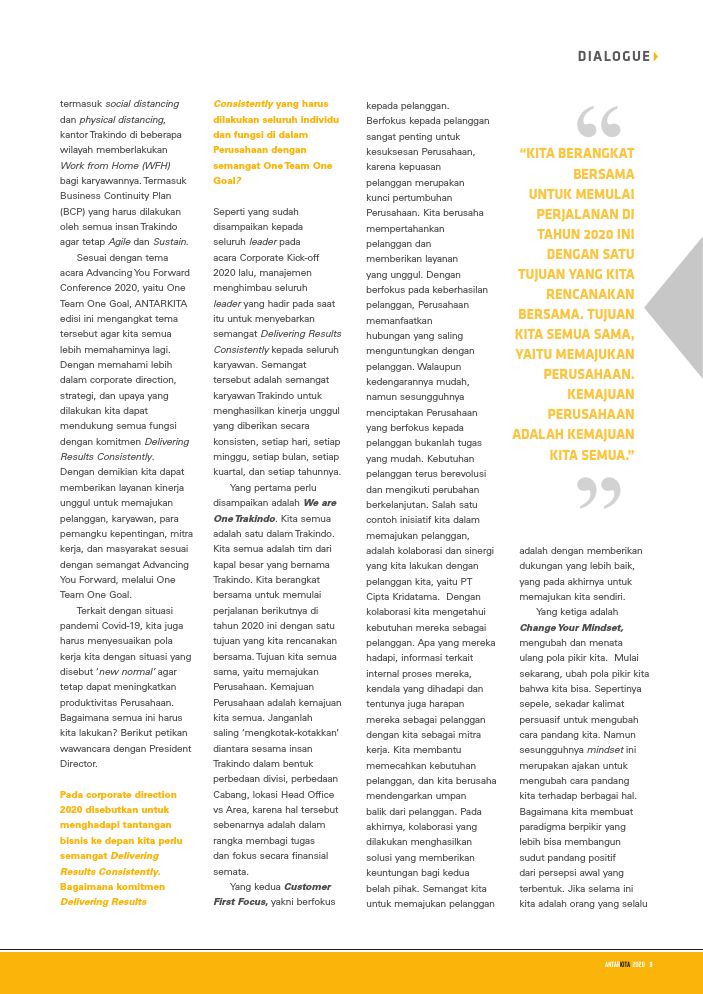 DIALOGUE
termasuk social distancing
dan physical distancing,
kantor Trakindo di beberapa
wilayah memberlakukan
Work from Home (WFH)
bagi karyawannya. Termasuk
Business Continuity Plan
(BCP) yang harus dilakukan
oleh semua insan Trakindo
agar tetap Agile dan Sustain.
Sesuai dengan tema
acara Advancing You Forward
Conference 2020, yaitu One
Team One Goal, ANTARKITA
edisi ini mengangkat tema
tersebut agar kita semua
lebih memahaminya lagi.
Dengan memahami lebih
dalam corporate direction,
strategi, dan upaya yang
dilakukan kita dapat
mendukung semua fungsi
dengan komitmen Delivering
Results Consistently.
Dengan demikian kita dapat
memberikan layanan kinerja
unggul untuk memajukan
pelanggan, karyawan, para
pemangku kepentingan, mitra
kerja, dan masyarakat sesuai
dengan semangat Advancing
You Forward, melalui One
Team One Goal.
Terkait dengan situasi
pandemi Covid-19, kita juga
harus menyesuaikan pola
kerja kita dengan situasi yang
disebut ‘new normal’ agar
tetap dapat meningkatkan
produktivitas Perusahaan.
Bagaimana semua ini harus
kita lakukan? Berikut petikan
wawancara dengan President
Director.
Pada corporate direction
2020 disebutkan untuk
menghadapi tantangan
bisnis ke depan kita perlu
semangat Delivering
Results Consistently.
Bagaimana komitmen
Delivering Results
Consistently yang harus
dilakukan seluruh individu
dan fungsi di dalam
Perusahaan dengan
semangat One Team One
Goal?
Seperti yang sudah
disampaikan kepada
seluruh leader pada
acara Corporate Kick-off
2020 lalu, manajemen
menghimbau seluruh
leader yang hadir pada saat
itu untuk menyebarkan
semangat Delivering Results
Consistently kepada seluruh
karyawan. Semangat
tersebut adalah semangat
karyawan Trakindo untuk
menghasilkan kinerja unggul
yang diberikan secara
konsisten, setiap hari, setiap
minggu, setiap bulan, setiap
kuartal, dan setiap tahunnya.
Yang pertama perlu
disampaikan adalah We are
One Trakindo. Kita semua
adalah satu dalam Trakindo.
Kita semua adalah tim dari
kapal besar yang bernama
Trakindo. Kita berangkat
bersama untuk memulai
perjalanan berikutnya di
tahun 2020 ini dengan satu
tujuan yang kita rencanakan
bersama. Tujuan kita semua
sama, yaitu memajukan
Perusahaan. Kemajuan
Perusahaan adalah kemajuan
kita semua. Janganlah
saling ‘mengkotak-kotakkan’
diantara sesama insan
Trakindo dalam bentuk
perbedaan divisi, perbedaan
Cabang, lokasi Head Office
vs Area, karena hal tersebut
sebenarnya adalah dalam
rangka membagi tugas
dan fokus secara finansial
semata.
Yang kedua Customer
First Focus, yakni berfokus
kepada pelanggan.
Berfokus kepada pelanggan
sangat penting untuk
kesuksesan Perusahaan,
karena kepuasan
pelanggan merupakan
kunci pertumbuhan
Perusahaan. Kita berusaha
mempertahankan
pelanggan dan
memberikan layanan
yang unggul. Dengan
berfokus pada keberhasilan
pelanggan, Perusahaan
memanfaatkan
hubungan yang saling
menguntungkan dengan
pelanggan. Walaupun
kedengarannya mudah,
namun sesungguhnya
menciptakan Perusahaan
yang berfokus kepada
pelanggan bukanlah tugas
yang mudah. Kebutuhan
pelanggan terus berevolusi
dan mengikuti perubahan
berkelanjutan. Salah satu
contoh inisiatif kita dalam
memajukan pelanggan,
adalah kolaborasi dan sinergi
yang kita lakukan dengan
pelanggan kita, yaitu PT
Cipta Kridatama. Dengan
kolaborasi kita mengetahui
kebutuhan mereka sebagai
pelanggan. Apa yang mereka
hadapi, informasi terkait
internal proses mereka,
kendala yang dihadapi dan
tentunya juga harapan
mereka sebagai pelanggan
dengan kita sebagai mitra
kerja. Kita membantu
memecahkan kebutuhan
pelanggan, dan kita berusaha
mendengarkan umpan
balik dari pelanggan. Pada
akhirnya, kolaborasi yang
dilakukan menghasilkan
solusi yang memberikan
keuntungan bagi kedua
belah pihak. Semangat kita
untuk memajukan pelanggan
“
“KITA BERANGKAT
BERSAMA
UNTUK MEMULAI
PERJALANAN DI
TAHUN 2020 INI
DENGAN SATU
TUJUAN YANG KITA
RENCANAKAN
BERSAMA. TUJUAN
KITA SEMUA SAMA,
YAITU MEMAJUKAN
PERUSAHAAN.
KEMAJUAN
PERUSAHAAN
ADALAH KEMAJUAN
KITA SEMUA.”
”
adalah dengan memberikan
dukungan yang lebih baik,
yang pada akhirnya untuk
memajukan kita sendiri.
Yang ketiga adalah
Change Your Mindset,
mengubah dan menata
ulang pola pikir kita. Mulai
sekarang, ubah pola pikir kita
bahwa kita bisa. Sepertinya
sepele, sekadar kalimat
persuasif untuk mengubah
cara pandang kita. Namun
sesungguhnya mindset ini
merupakan ajakan untuk
mengubah cara pandang
kita terhadap berbagai hal.
Bagaimana kita membuat
paradigma berpikir yang
lebih bisa membangun
sudut pandang positif
dari persepsi awal yang
terbentuk. Jika selama ini
kita adalah orang yang selalu
ANTARKITA 2020 9